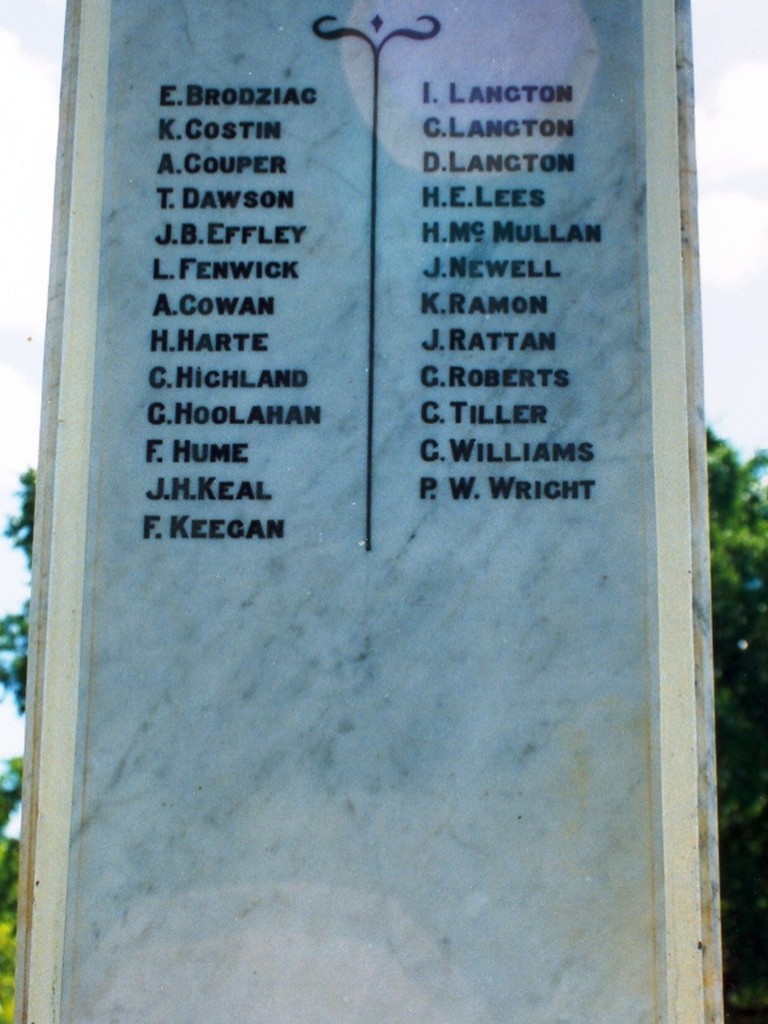 E. BRODZIAC
K. COSTIN
A. COUPER
T. DAWSON
J.B. EFFLEY
L. FENWICK
A. COWAN
H. HARTE
G. HIGHLAND
G. HOOLAHAN
F. HUME
J.H. KEAL
F. KEEGAN
I. LANGTON
G. LANGTON
D. LANGTON
H.E. LEES
H. Mc MULLAN
J. NEWELL
K. RAMON
J. RATTAN
G. ROBERTS
C. TILLER
G. WILLIAMS
P. W. WRIGHT